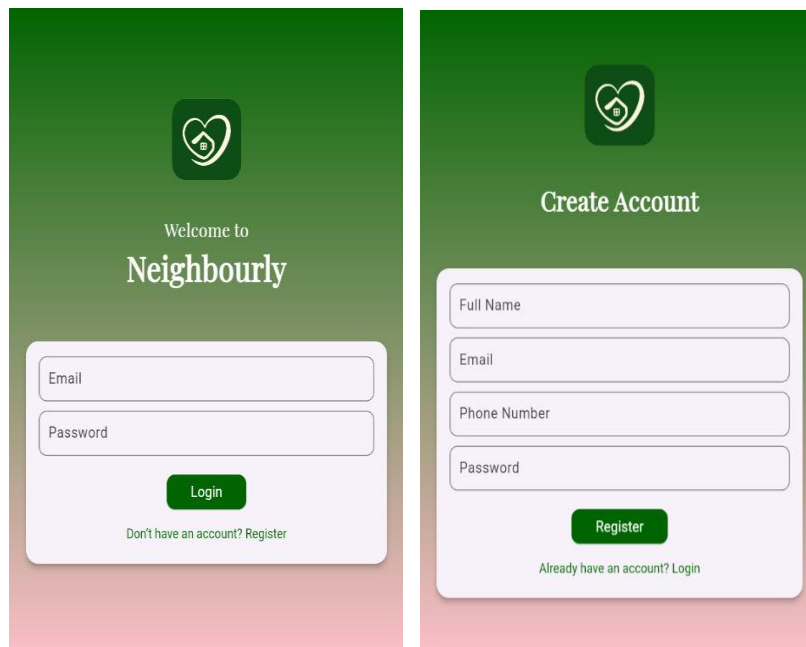 Welcome to
Neighbourly
Email
Password
Login
Don't have an account? Register
Create Account
Full Name
Email
Phone Number
Password
Register
Already have an account? Login